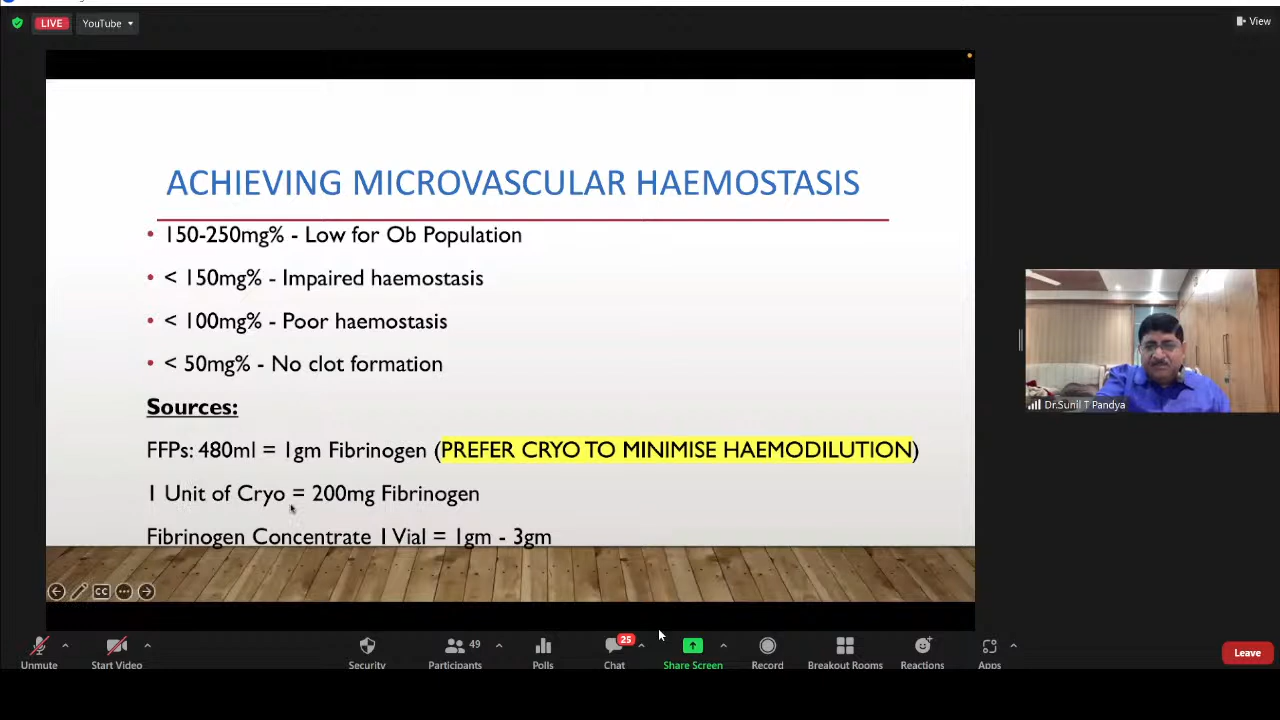 LIVE
YouTube
View
ACHIEVING MICROVASCULAR HAEMOSTASIS
• 150-250mg% - Low for Ob Population
• < 150mg% - Impaired haemostasis
• < 100mg% - Poor haemostasis
• < 50mg% - No clot formation
Sources:
FFPs: 480ml = 1gm Fibrinogen (PREFER CRYO TO MINIMISE HAEMODILUTION)
1 Unit of Cryo = 200mg Fibrinogen
Fibrinogen Concentrate 1 Vial = 1gm - 3gm
Dr.Sunil T Pandya
CC
49
25
Unmute
Start Video
Security
Participants
Polls
Chat
Share Screen
Record
Breakout Rooms
Reactions
Apps
Leave